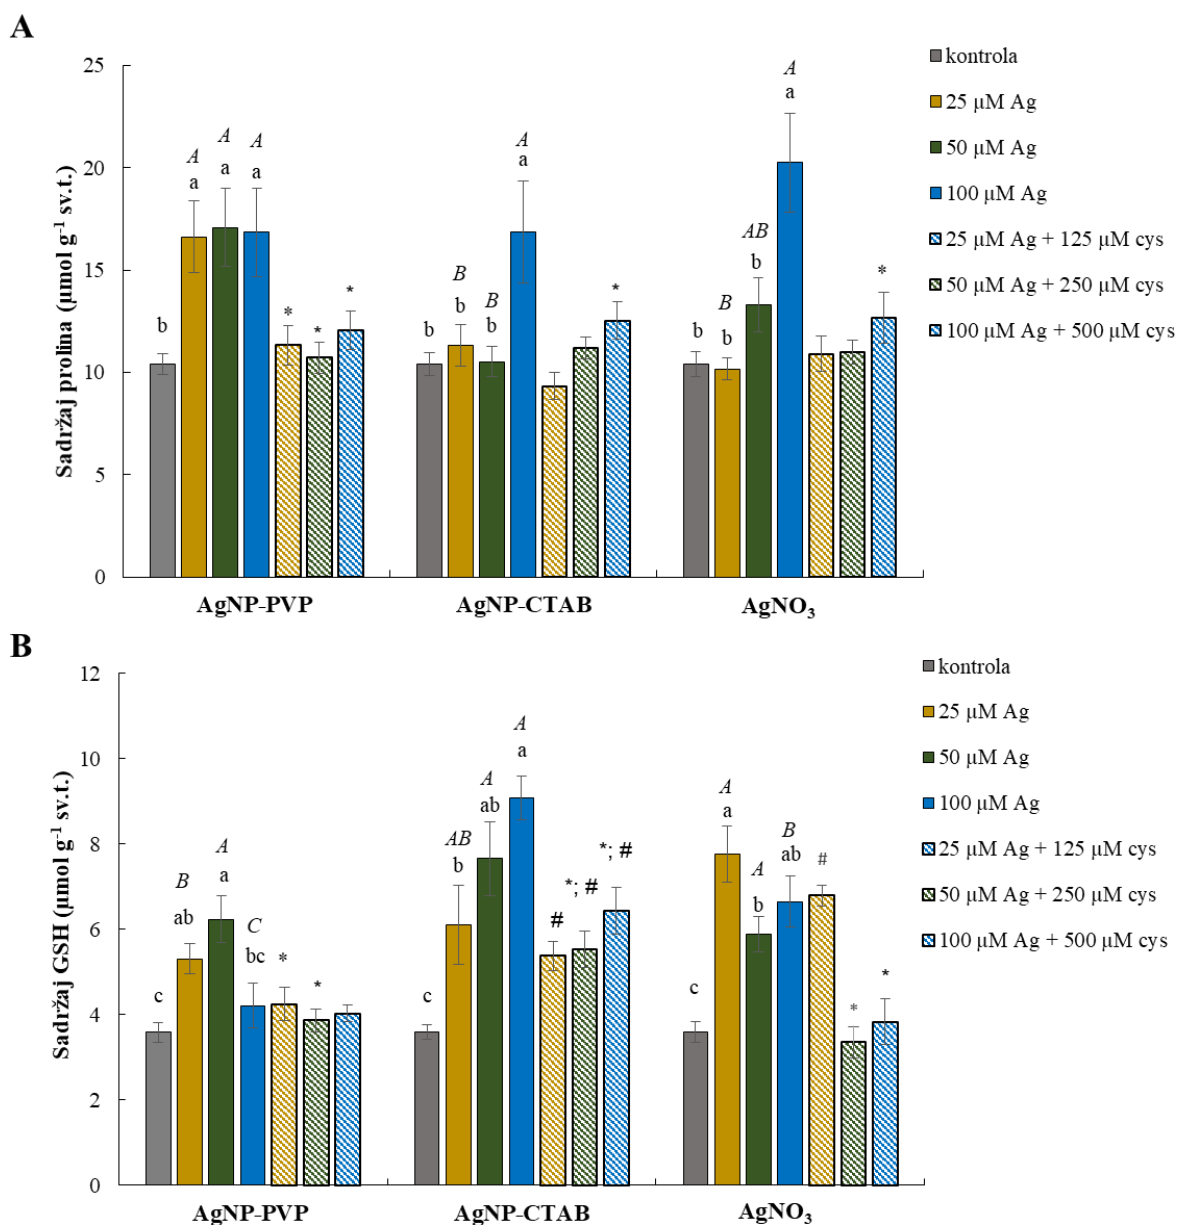 A
Sadržaj prolina (µmol g⁻¹ sv.t.)
25
20
15
10
5
0
b
A
a
A
a
A
a
*
*
*
b
B
b
B
b
A
a
*
b
B
b
AB
b
A
a
*
AgNP-PVP
AgNP-CTAB
AgNO₃
kontrola
25 µM Ag
50 µM Ag
100 µM Ag
25 µM Ag + 125 µM cys
50 µM Ag + 250 µM cys
100 µM Ag + 500 µM cys
B
Sadržaj GSH (µmol g⁻¹ sv.t.)
12
10
8
6
4
2
0
c
B
ab
A
a
C
bc
*
*
c
AB
b
A
ab
A
a
#
*; #
*; #
c
A
a
A
b
B
ab
#
*
*
AgNP-PVP
AgNP-CTAB
AgNO₃
kontrola
25 µM Ag
50 µM Ag
100 µM Ag
25 µM Ag + 125 µM cys
50 µM Ag + 250 µM cys
100 µM Ag + 500 µM cys